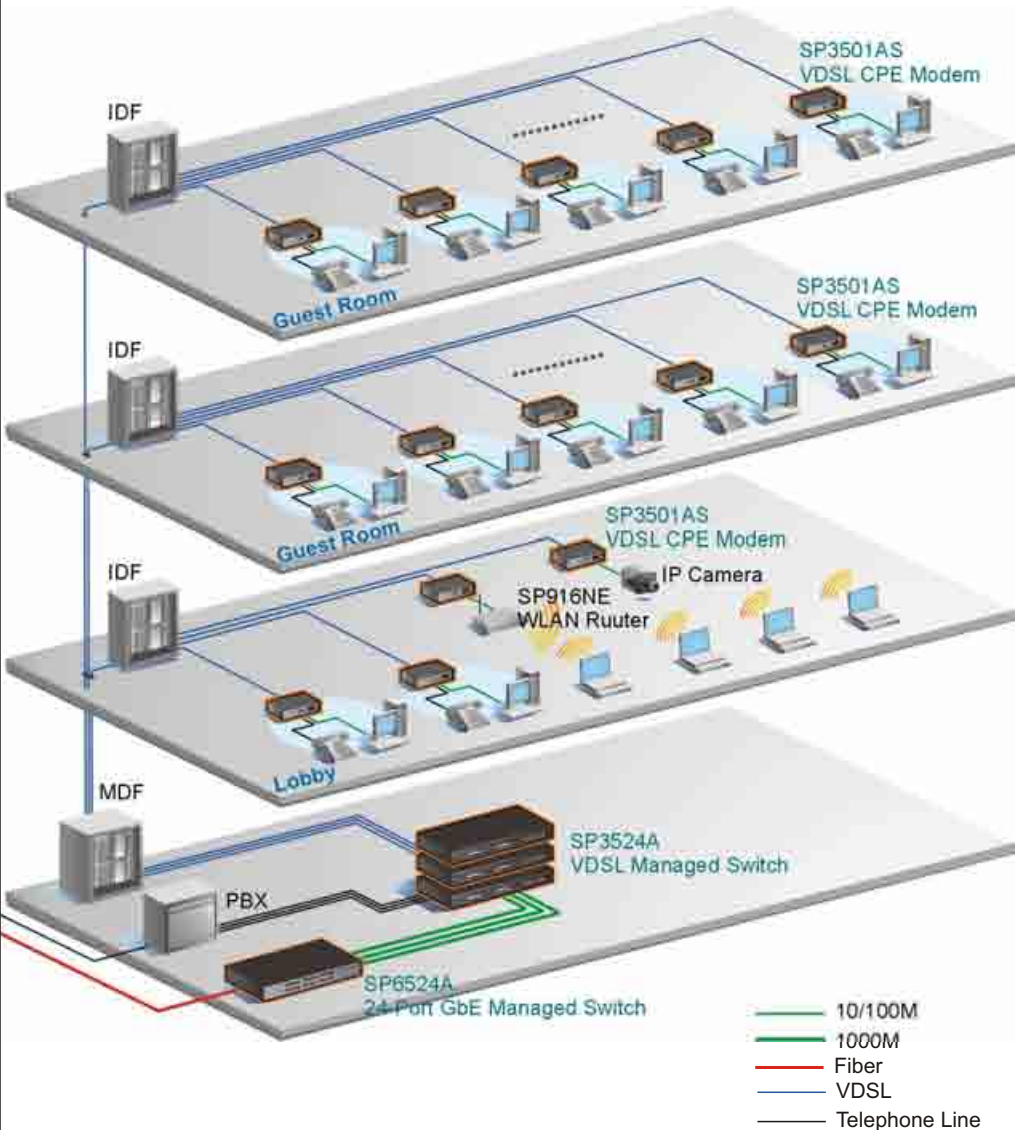 SP3501AS
VDSL CPE Modem
IDF
Guest Room
SP3501AS
VDSL CPE Modem
IDF
Guest Room
SP3501AS
VDSL CPE Modem
IDF
IP Camera
SP916NE
WLAN Ruuter
Lobby
MDF
SP3524A
VDSL Managed Switch
PBX
SP6524A
24-Port GbE Managed Switch
10/100M
1000M
Fiber
VDSL
Telephone Line